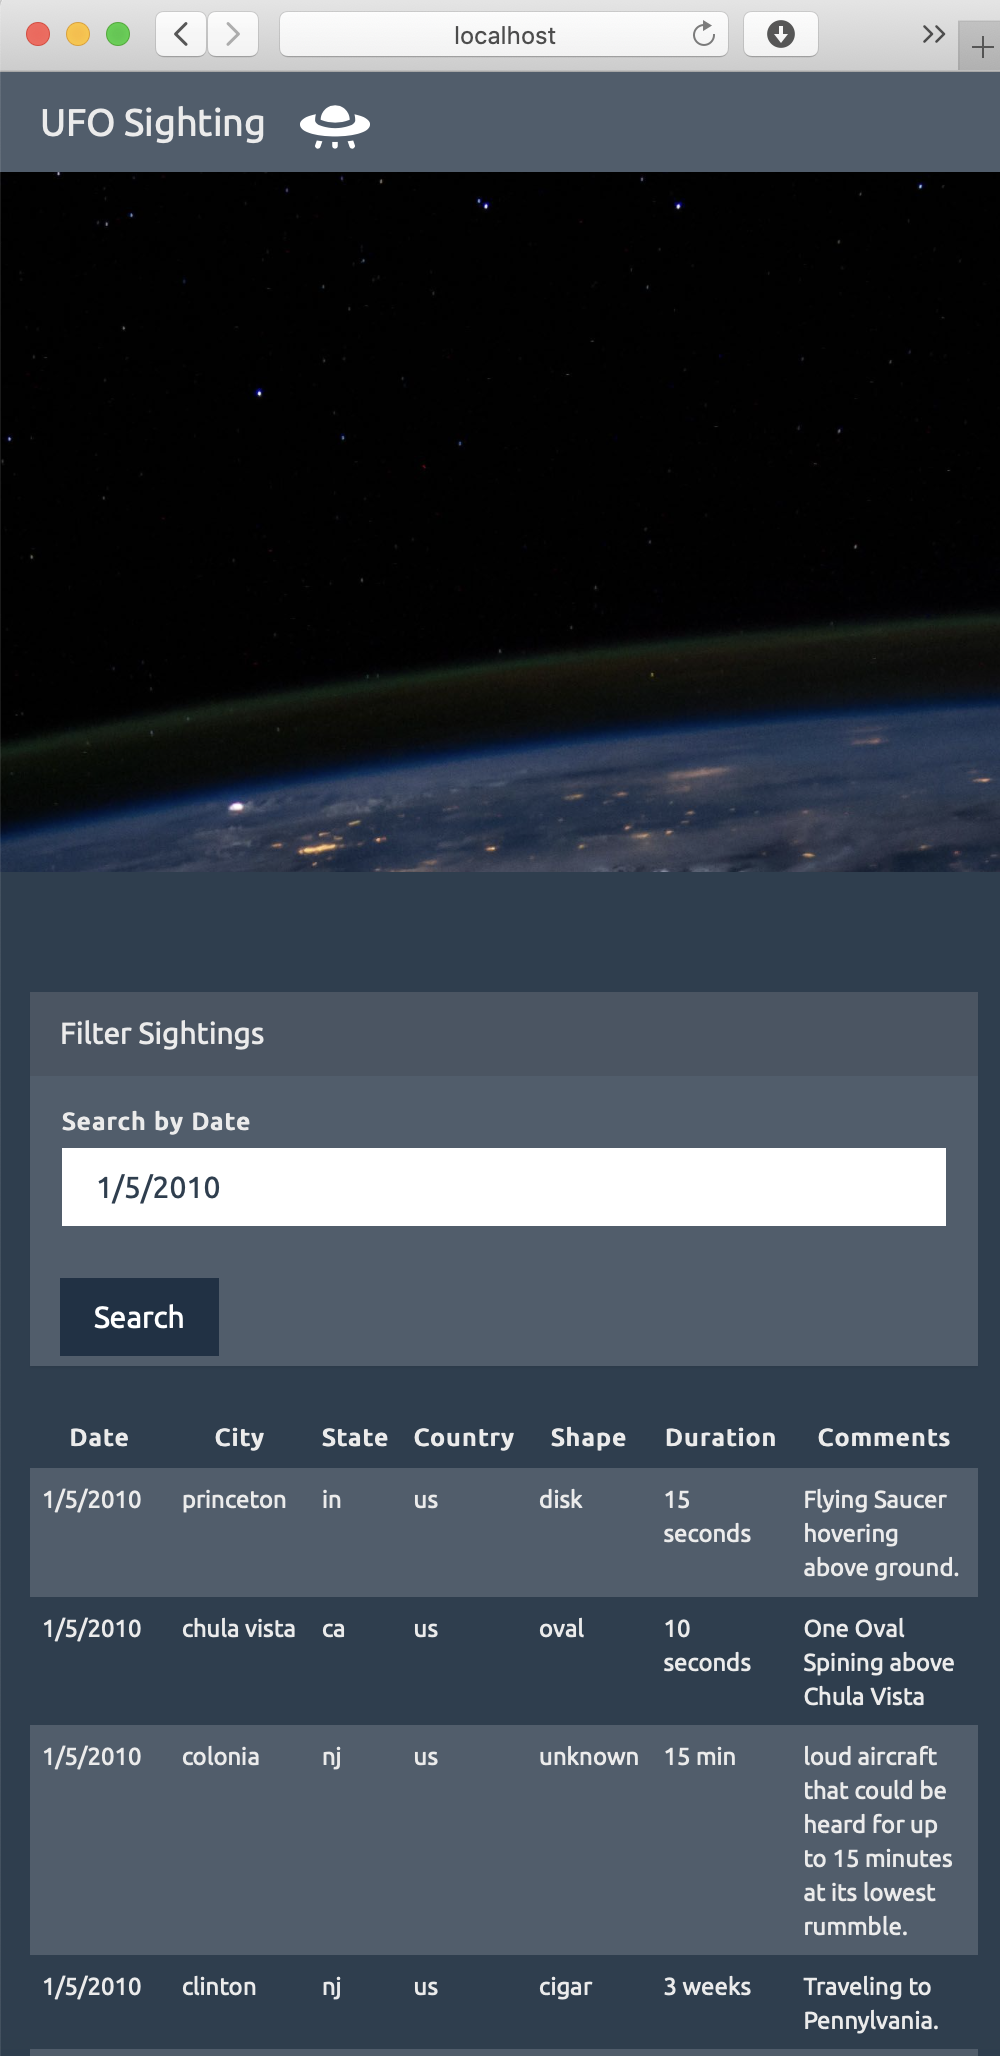 localhost
UFO Sighting
Filter Sightings
Search by Date
1/5/2010
Search
Date City State Country Shape Duration Comments
1/5/2010 princeton in us disk 15 Flying Saucer
seconds hovering
above ground.
1/5/2010 chula vista ca us oval 10 One Oval
seconds Spining above
Chula Vista
1/5/2010 colonia nj us unknown 15 min loud aircraft
that could be
heard for up
to 15 minutes
at its lowest
rummble.
1/5/2010 clinton nj us cigar 3 weeks Traveling to
Pennylvania.